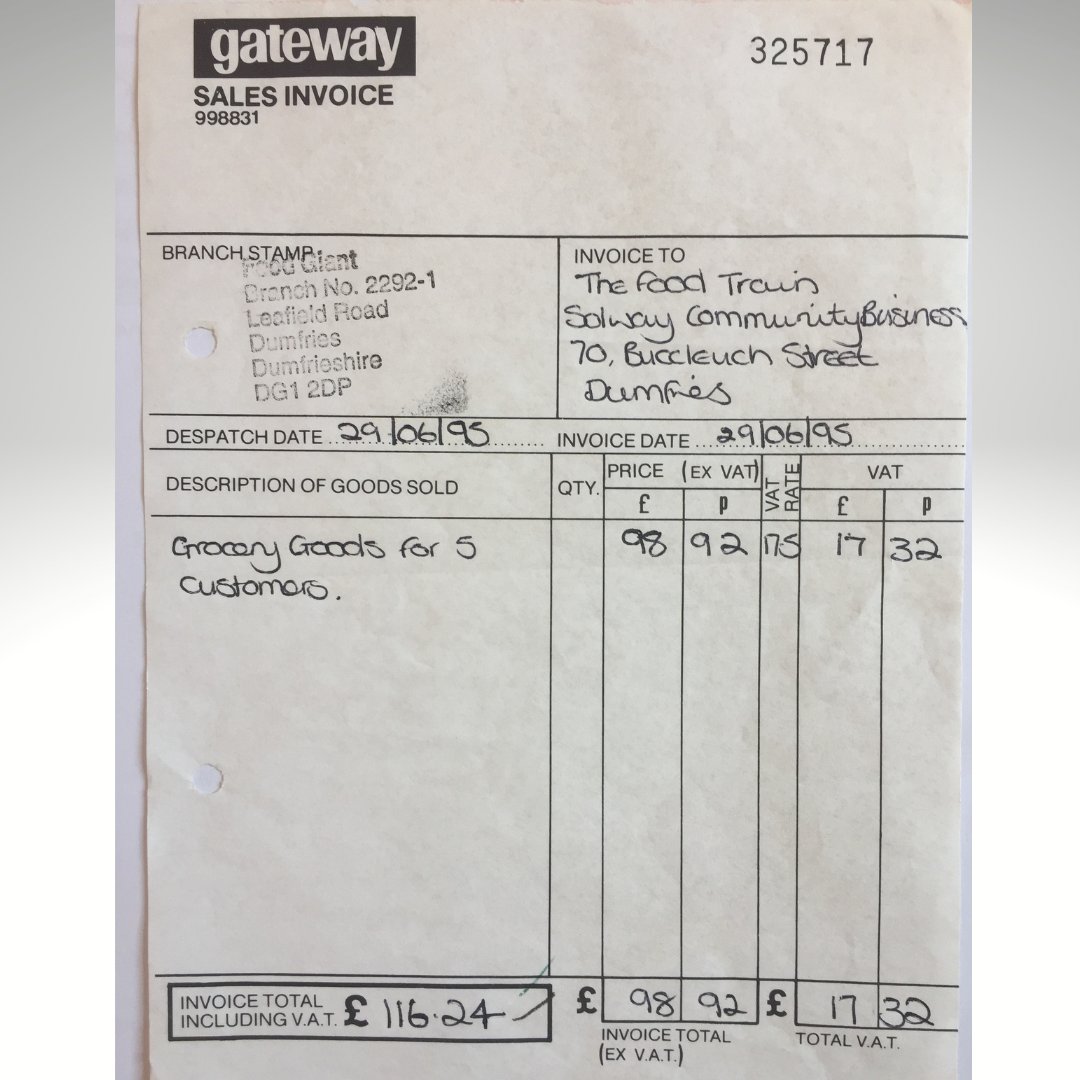 gateway
325717
SALES INVOICE
998831
BRANCH STAMP
Food Giant
Branch No. 2292-1
Leafield Road
Dumfries
Dumfrieshire
DG1 2DP
INVOICE TO
The Food Train
Solway Community Business
70, Buccleuch Street
Dumfries
DESPATCH DATE 29/06/95
INVOICE DATE 29/06/95
DESCRIPTION OF GOODS SOLD QTY. PRICE (EX VAT) VAT RATE VAT
£ p £ p
Grocery Goods for 5 98 92 17.5 17 32
Customers.
INVOICE TOTAL
INCLUDING V.A.T. £ 116.24 £ 98 92 £ 17 32
INVOICE TOTAL
(EX V.A.T.)
TOTAL V.A.T.